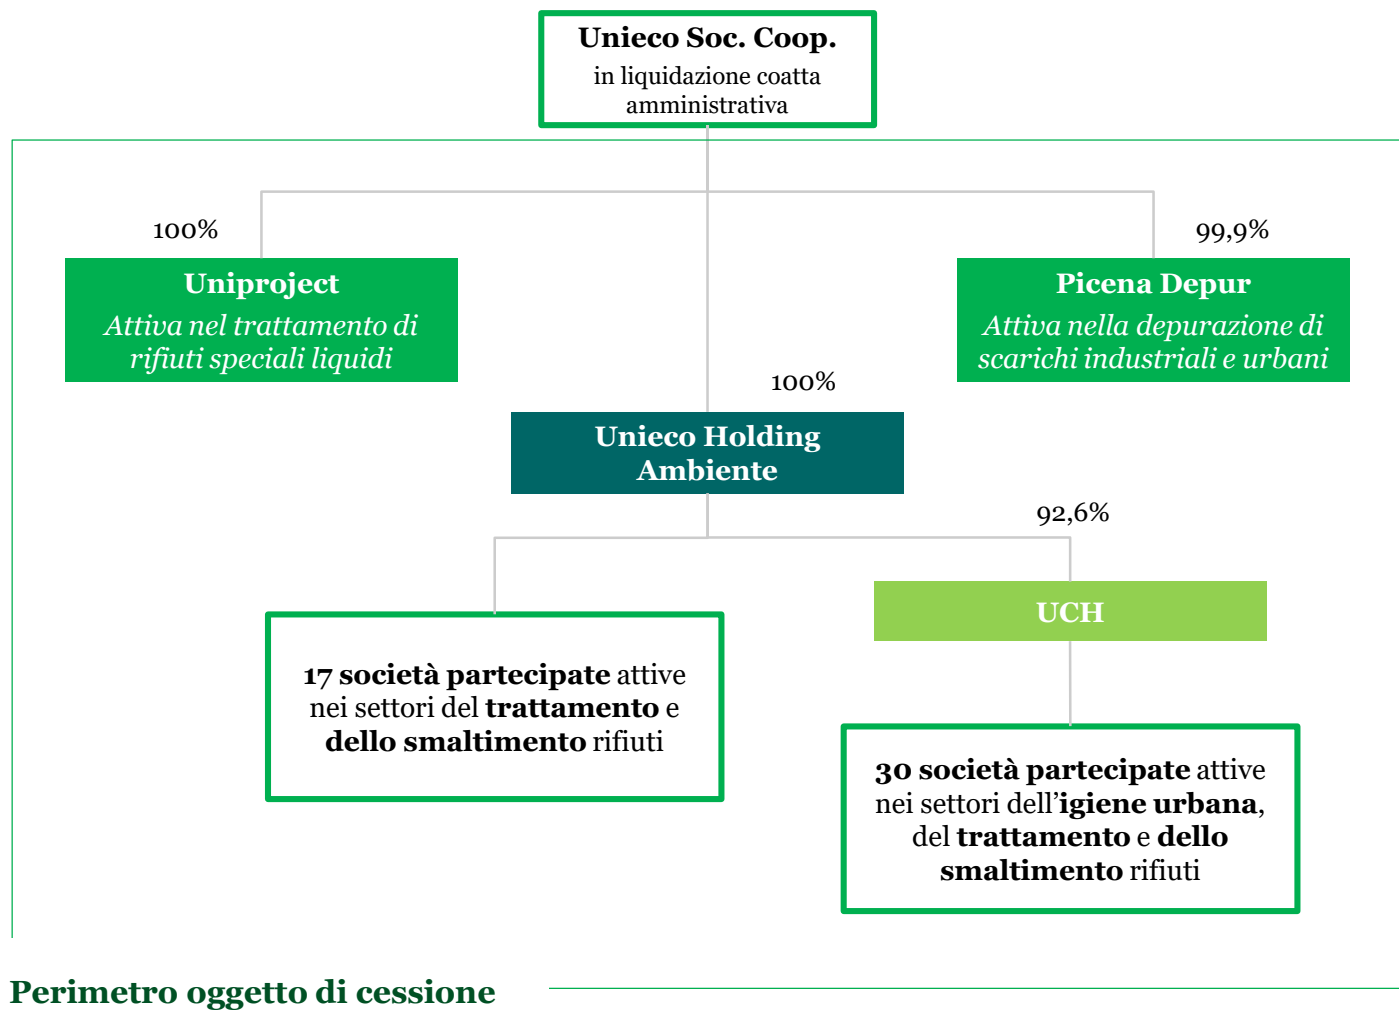 Unieco Soc. Coop.
in liquidazione coatta
amministrativa
100%
99,9%
Uniproject
Attiva nel trattamento di
rifiuti speciali liquidi
Picena Depur
Attiva nella depurazione di
scarichi industriali e urbani
100%
Unieco Holding
Ambiente
92,6%
UCH
17 società partecipate attive
nei settori del trattamento e
dello smaltimento rifiuti
30 società partecipate attive
nei settori dell’igiene urbana,
del trattamento e dello
smaltimento rifiuti
Perimetro oggetto di cessione